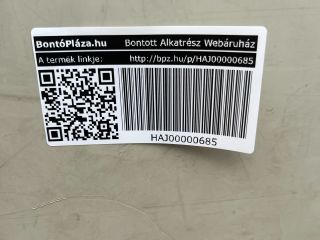 BontóPláza.hu Bontott Alkatrész Webáruház
A termék linkje: http://bpz.hu/p/HAJ00000685
HAJ00000685